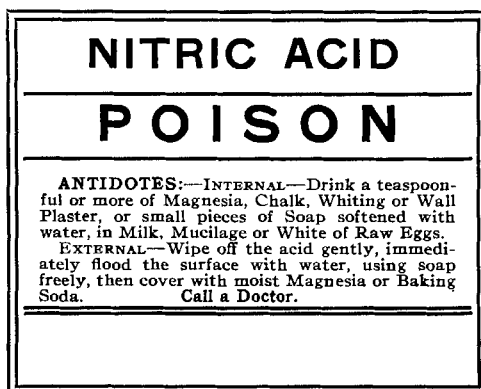 NITRIC ACID
POISON
ANTIDOTES:—INTERNAL—Drink a teaspoon-
ful or more of Magnesia, Chalk, Whiting or Wall
Plaster, or small pieces of Soap softened with
water, in Milk, Mucilage or White of Raw Eggs.
EXTERNAL—Wipe off the acid gently, immedi-
ately flood the surface with water, using soap
freely, then cover with moist Magnesia or Baking
Soda. Call a Doctor.